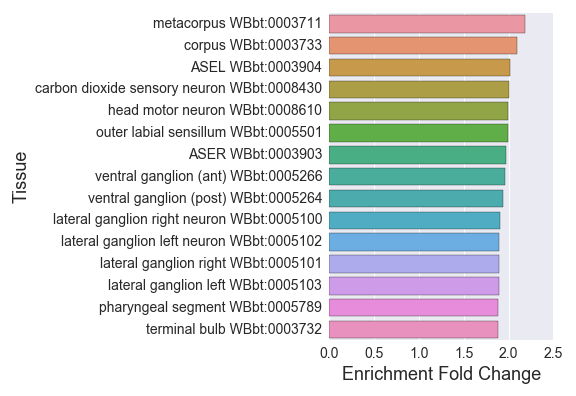 metacorpus WBbt:0003711
corpus WBbt:0003733
ASEL WBbt:0003904
carbon dioxide sensory neuron WBbt:0008430
head motor neuron WBbt:0008610
outer labial sensillum WBbt:0005501
ASER WBbt:0003903
ventral ganglion (ant) WBbt:0005266
ventral ganglion (post) WBbt:0005264
lateral ganglion right neuron WBbt:0005100
lateral ganglion left neuron WBbt:0005102
lateral ganglion right WBbt:0005101
lateral ganglion left WBbt:0005103
pharyngeal segment WBbt:0005789
terminal bulb WBbt:0003732
Tissue
0.0 0.5 1.0 1.5 2.0 2.5
Enrichment Fold Change